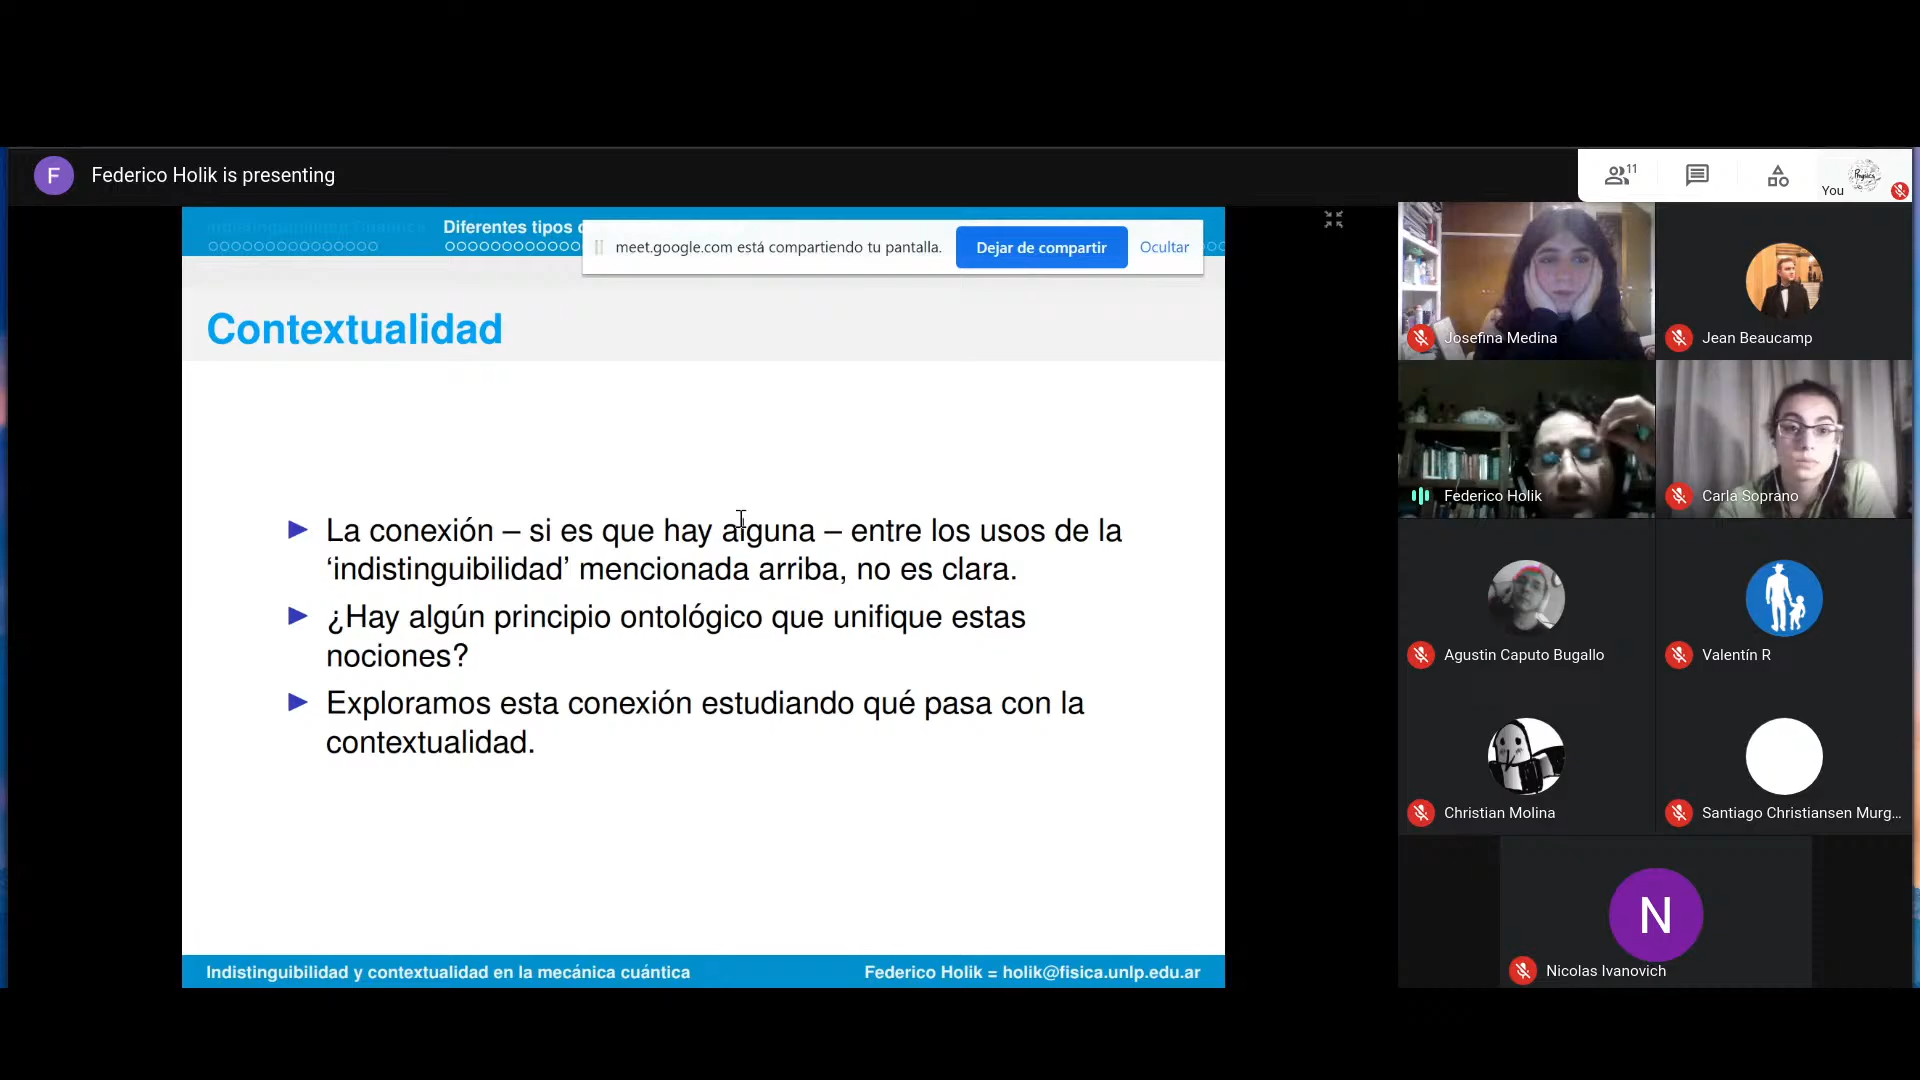 Federico Holik is presenting
11
You
Diferentes tipos
meet.google.com está compartiendo tu pantalla.
Dejar de compartir
Ocultar
Contextualidad
La conexión – si es que hay alguna – entre los usos de la
‘indistinguibilidad’ mencionada arriba, no es clara.
¿Hay algún principio ontológico que unifique estas
nociones?
Exploramos esta conexión estudiando qué pasa con la
contextualidad.
Indistinguibilidad y contextualidad en la mecánica cuántica
Federico Holik = holik@fisica.unlp.edu.ar
Josefina Medina
Jean Beaucamp
Federico Holik
Carla Soprano
Agustin Caputo Bugallo
Valentín R
Christian Molina
Santiago Christiansen Murg...
N
Nicolas Ivanovich